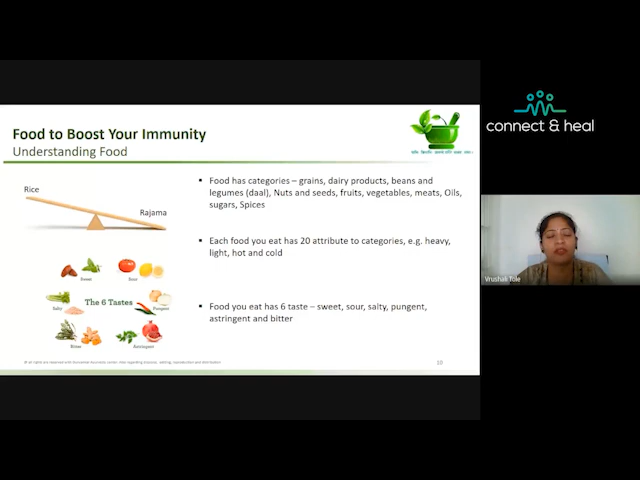 connect & heal
Food to Boost Your Immunity
Understanding Food
Rice
Rajama
Sweet
Sour
Salty
The 6 Tastes
Pungent
Bitter
Astringent
▪ Food has categories – grains, dairy products, beans and
legumes (daal), Nuts and seeds, fruits, vegetables, meats, Oils,
sugars, Spices
▪ Each food you eat has 20 attribute to categories, e.g. heavy,
light, hot and cold
▪ Food you eat has 6 taste – sweet, sour, salty, pungent,
astringent and bitter
Vrushali Tole